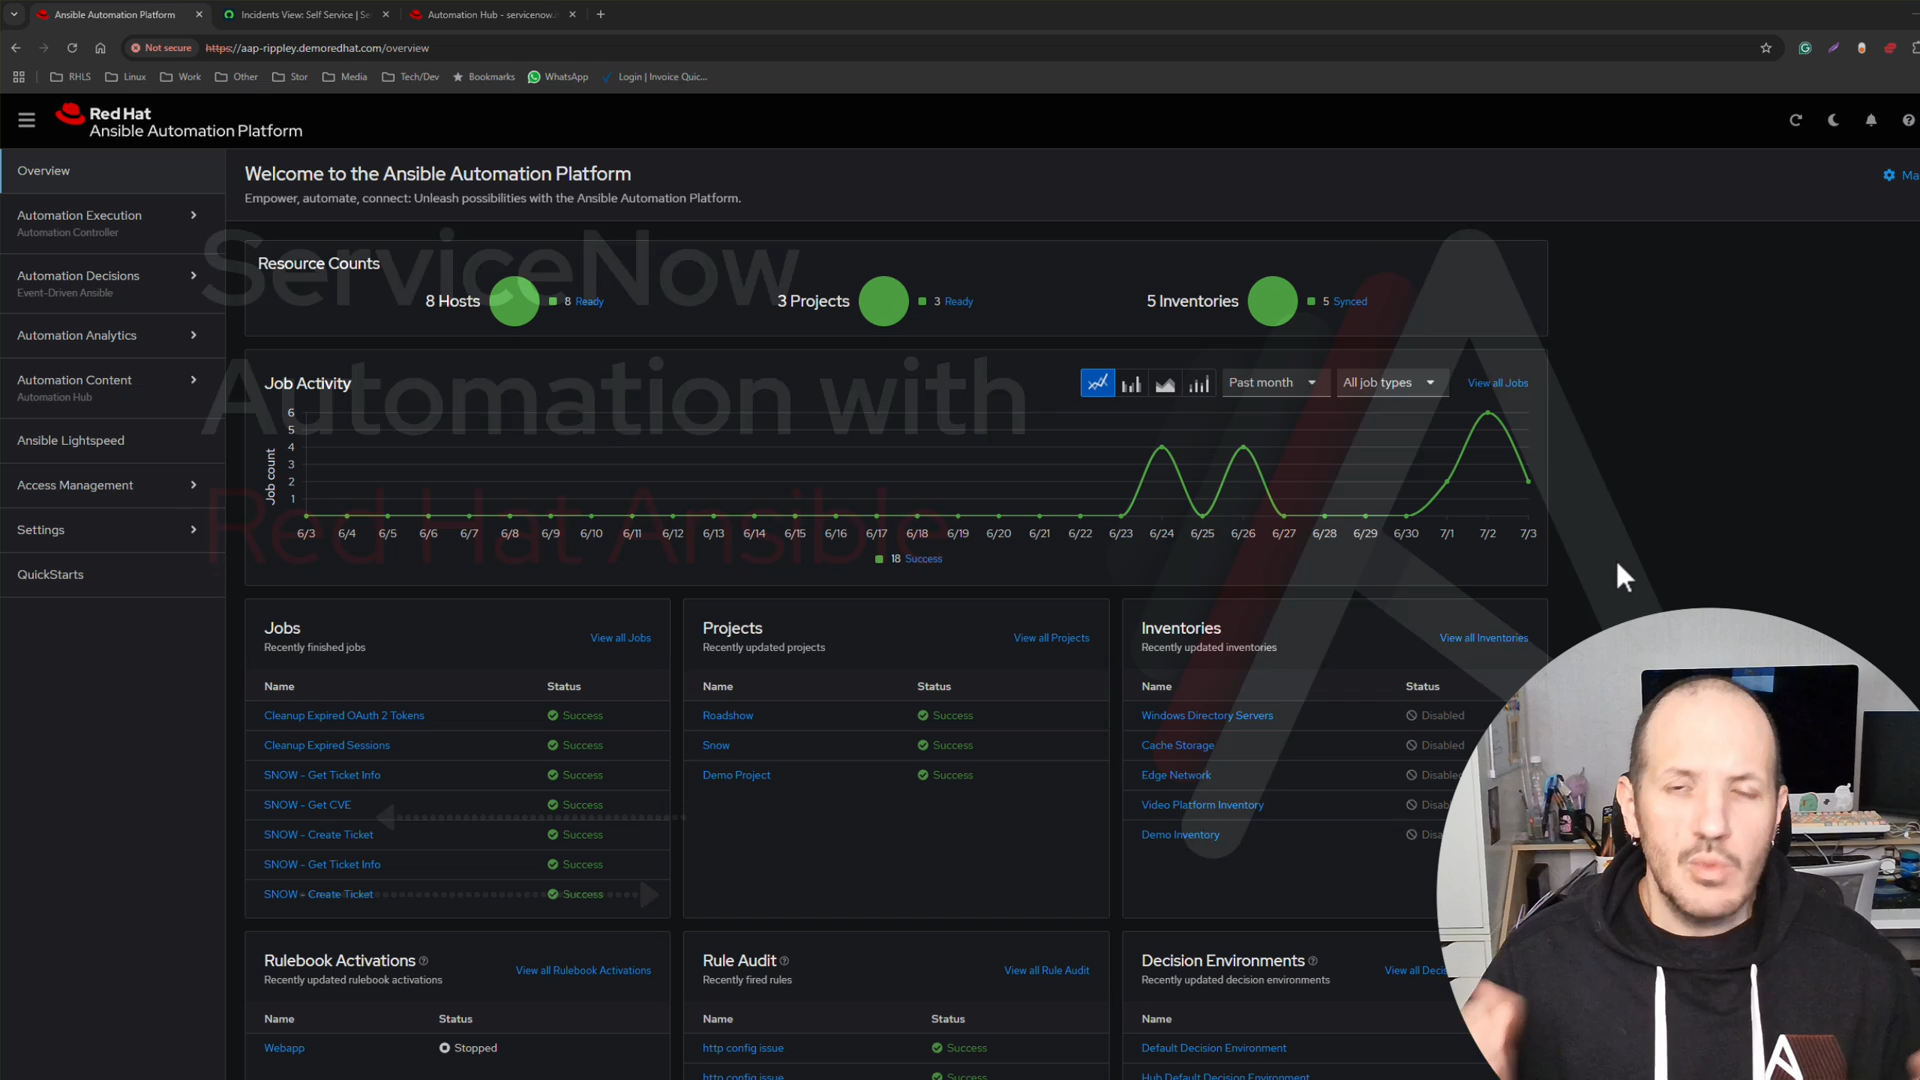 Ansible Automation Platform
Incidents View: Self Service | Se
Automation Hub - servicenow.i
Not secure
https://aap-rippley.demoredhat.com/overview
RHLS
Linux
Work
Other
Stor
Media
Tech/Dev
Bookmarks
WhatsApp
Login | Invoice Quic...
Red Hat
Ansible Automation Platform
Overview
Automation Execution
Automation Controller
Automation Decisions
Event-Driven Ansible
Automation Analytics
Automation Content
Automation Hub
Ansible Lightspeed
Access Management
Settings
QuickStarts
Welcome to the Ansible Automation Platform
Empower, automate, connect: Unleash possibilities with the Ansible Automation Platform.
Ma
ServiceNow
Automation with
Red Hat Ansible
Resource Counts
8 Hosts
8 Ready
3 Projects
3 Ready
5 Inventories
5 Synced
Job Activity
Past month
All job types
View all Jobs
Job count
6
5
4
3
2
1
6/3 6/4 6/5 6/6 6/7 6/8 6/9 6/10 6/11 6/12 6/13 6/14 6/15 6/16 6/17 6/18 6/19 6/20 6/21 6/22 6/23 6/24 6/25 6/26 6/27 6/28 6/29 6/30 7/1 7/2 7/3
18 Success
Jobs
Recently finished jobs
View all Jobs
Name Status
Cleanup Expired OAuth 2 Tokens Success
Cleanup Expired Sessions Success
SNOW - Get Ticket Info Success
SNOW - Get CVE Success
SNOW - Create Ticket Success
SNOW - Get Ticket Info Success
SNOW - Create Ticket Success
Projects
Recently updated projects
View all Projects
Name Status
Roadshow Success
Snow Success
Demo Project Success
Inventories
Recently updated inventories
View all Inventories
Name Status
Windows Directory Servers Disabled
Cache Storage Disabled
Edge Network Disabled
Video Platform Inventory Disab
Demo Inventory Disa
Rulebook Activations
Recently updated rulebook activations
View all Rulebook Activations
Name Status
Webapp Stopped
Rule Audit
Recently fired rules
View all Rule Audit
Name Status
http config issue Success
http config issue Success
Decision Environments
Recently updated decision environments
View all Decis
Name
Default Decision Environment
Hub Default Decision Environment